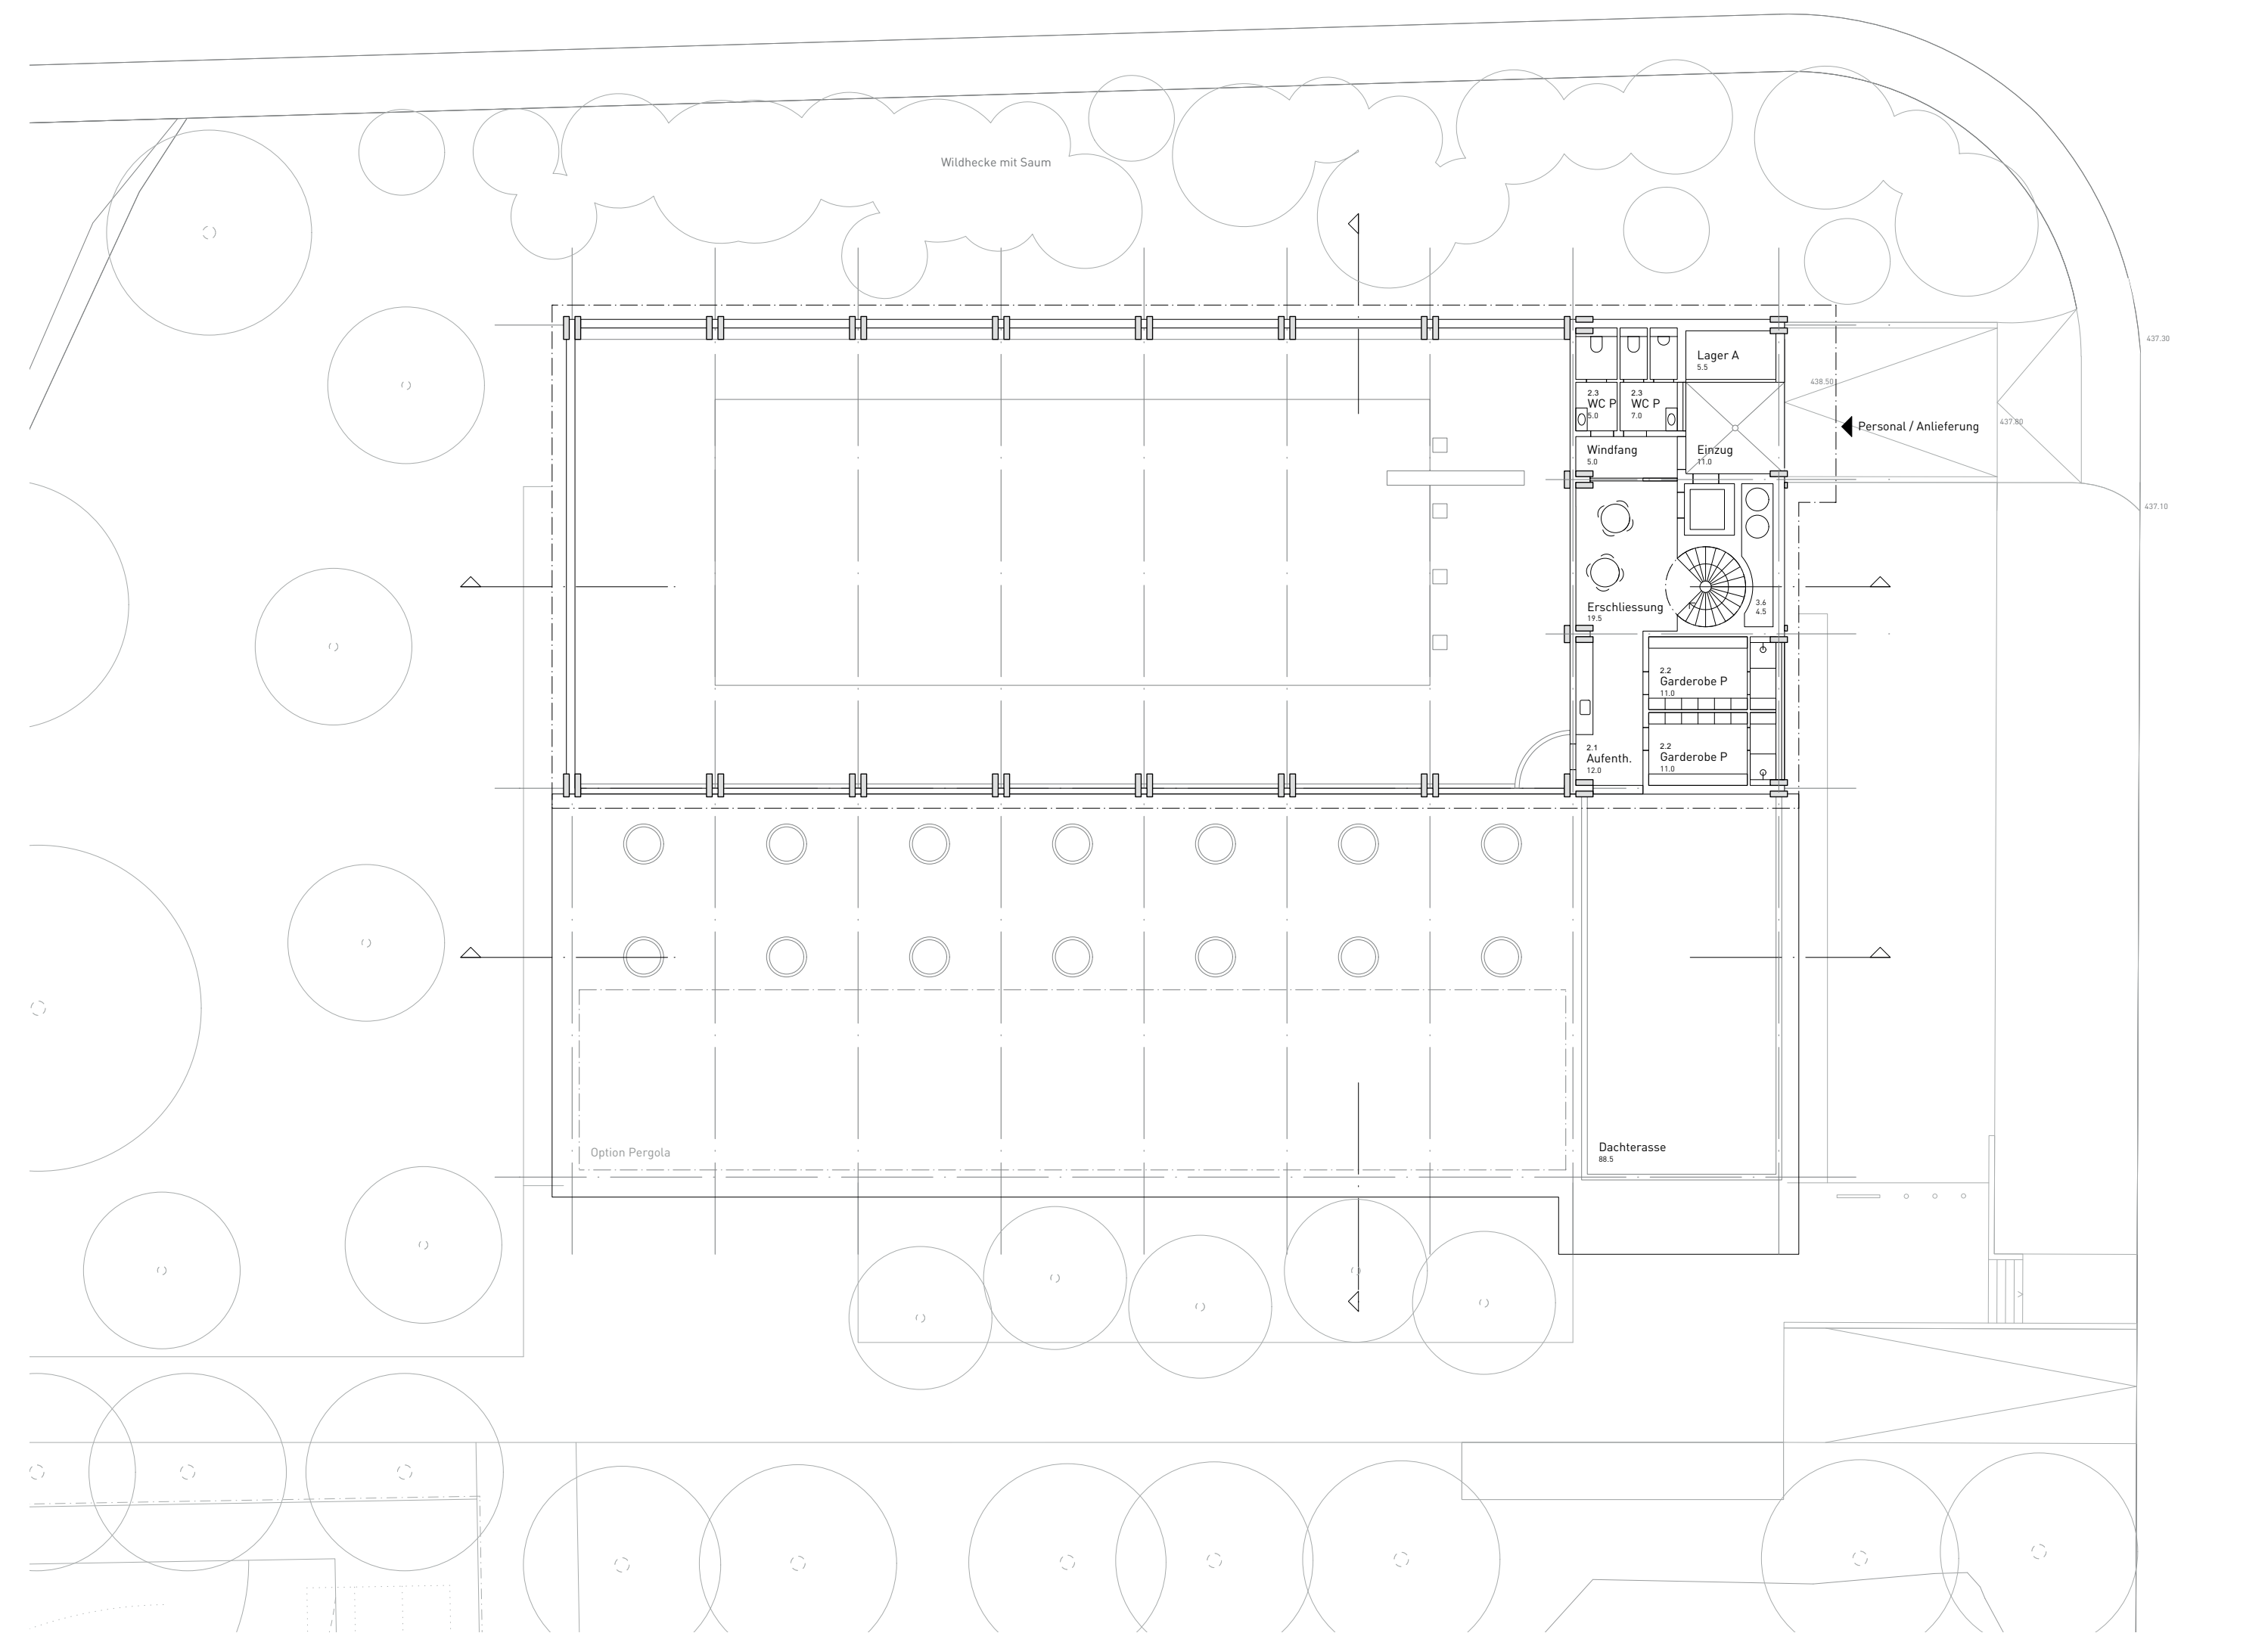 Wildhecke mit Saum
437.30
Lager A
5.5
438.50
2.3
WC P
5.0
2.3
WC P
7.0
437.80
Personal / Anlieferung
Windfang
5.0
Einzug
11.0
437.10
Erschliessung
19.5
3.6
4.5
2.2
Garderobe P
11.0
2.1
Aufenth.
12.0
2.2
Garderobe P
11.0
Option Pergola
Dachterasse
88.5